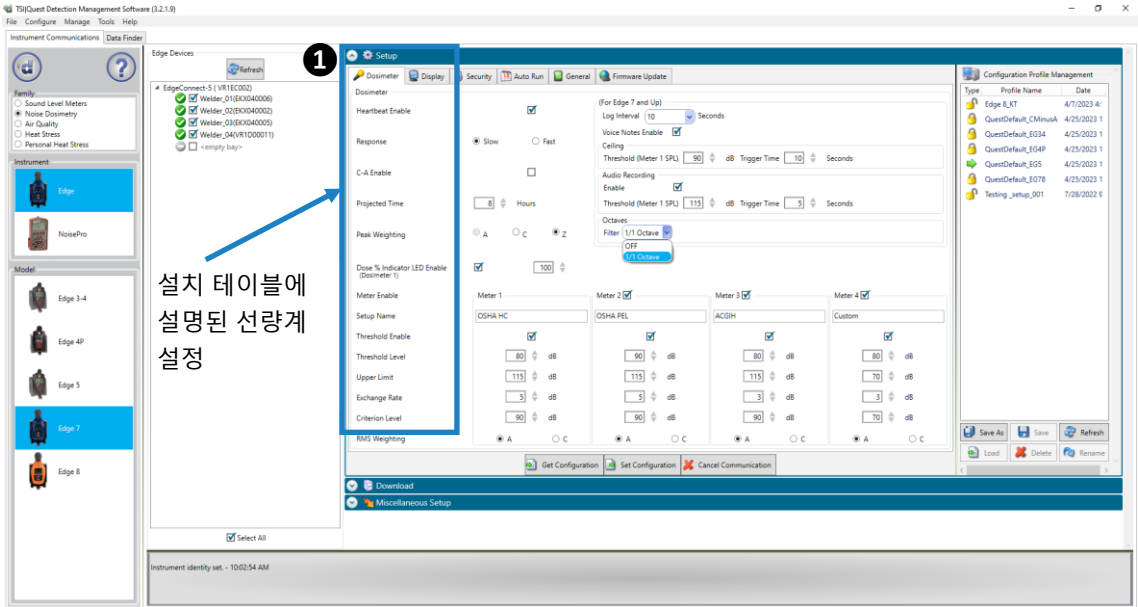 TSI|Quest Detection Management Software (3.2.1.9)
File Configure Manage Tools Help
Instrument Communications Data Finder
Family
Sound Level Meters
Noise Dosimetry
Air Quality
Heat Stress
Personal Heat Stress
Instrument
Edge
NoisePro
Model
Edge 3-4
Edge 4P
Edge 5
Edge 7
Edge 8
Edge Devices
Refresh
EdgeConnect-5 ( VR1EC002)
Welder_01(EKX040006)
Welder_02(EKX040002)
Welder_03(EKX040005)
Welder_04(VR1D00011)
<empty bay>
Select All
1
설치 테이블에
설명된 선량계
설정
Setup
Dosimeter Display Security Auto Run General Firmware Update
Dosimeter
Heartbeat Enable
Response Slow Fast
C-A Enable
Projected Time 8 Hours
Peak Weighting A C Z
Dose % Indicator LED Enable 100
(Dosimeter 1)
(For Edge 7 and Up)
Log Interval 10 Seconds
Voice Notes Enable
Ceiling
Threshold (Meter 1 SPL) 90 dB Trigger Time 10 Seconds
Audio Recording
Enable
Threshold (Meter 1 SPL) 115 dB Trigger Time 5 Seconds
Octaves
Filter 1/1 Octave
OFF
1/1 Octave
Meter Enable Meter 1 Meter 2 Meter 3 Meter 4
Setup Name OSHA HC OSHA PEL ACGIH Custom
Threshold Enable
Threshold Level 80 dB 90 dB 80 dB 80 dB
Upper Limit 115 dB 115 dB 115 dB 70 dB
Exchange Rate 5 dB 5 dB 3 dB 3 dB
Criterion Level 90 dB 90 dB 90 dB 70 dB
RMS Weighting A C A C A C A C
Get Configuration Set Configuration Cancel Communication
Download
Miscellaneous Setup
Configuration Profile Management
Type Profile Name Date
Edge 8_KT 4/7/2023 4:
QuestDefault_CMinusA 4/25/2023 1
QuestDefault_EG34 4/25/2023 1
QuestDefault_EG4P 4/25/2023 1
QuestDefault_EG5 4/25/2023 1
QuestDefault_EG78 4/25/2023 1
Testing _setup_001 7/28/2022 9
Save As Save Refresh
Load Delete Rename
Instrument identity set. - 10:02:54 AM